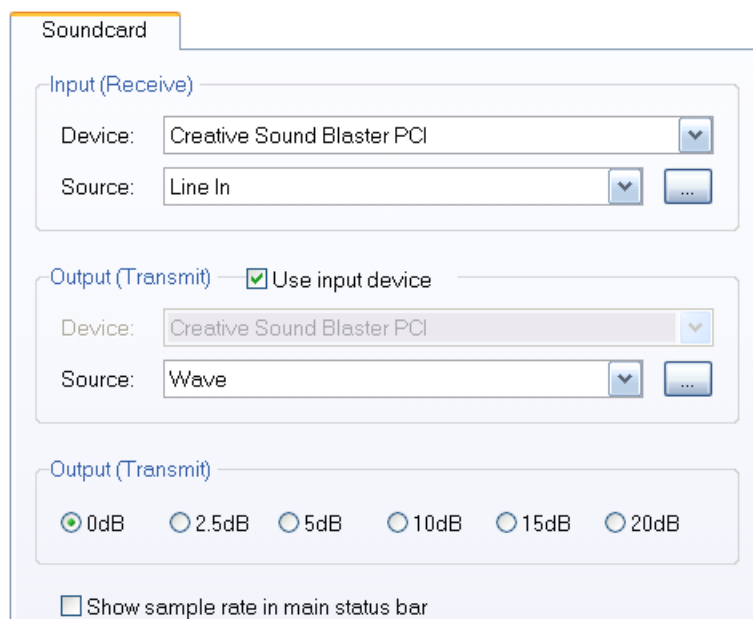 Soundcard
Input (Receive)
Device: Creative Sound Blaster PCI
Source: Line In ...
Output (Transmit) Use input device
Device: Creative Sound Blaster PCI
Source: Wave ...
Output (Transmit)
0dB 2.5dB 5dB 10dB 15dB 20dB
Show sample rate in main status bar